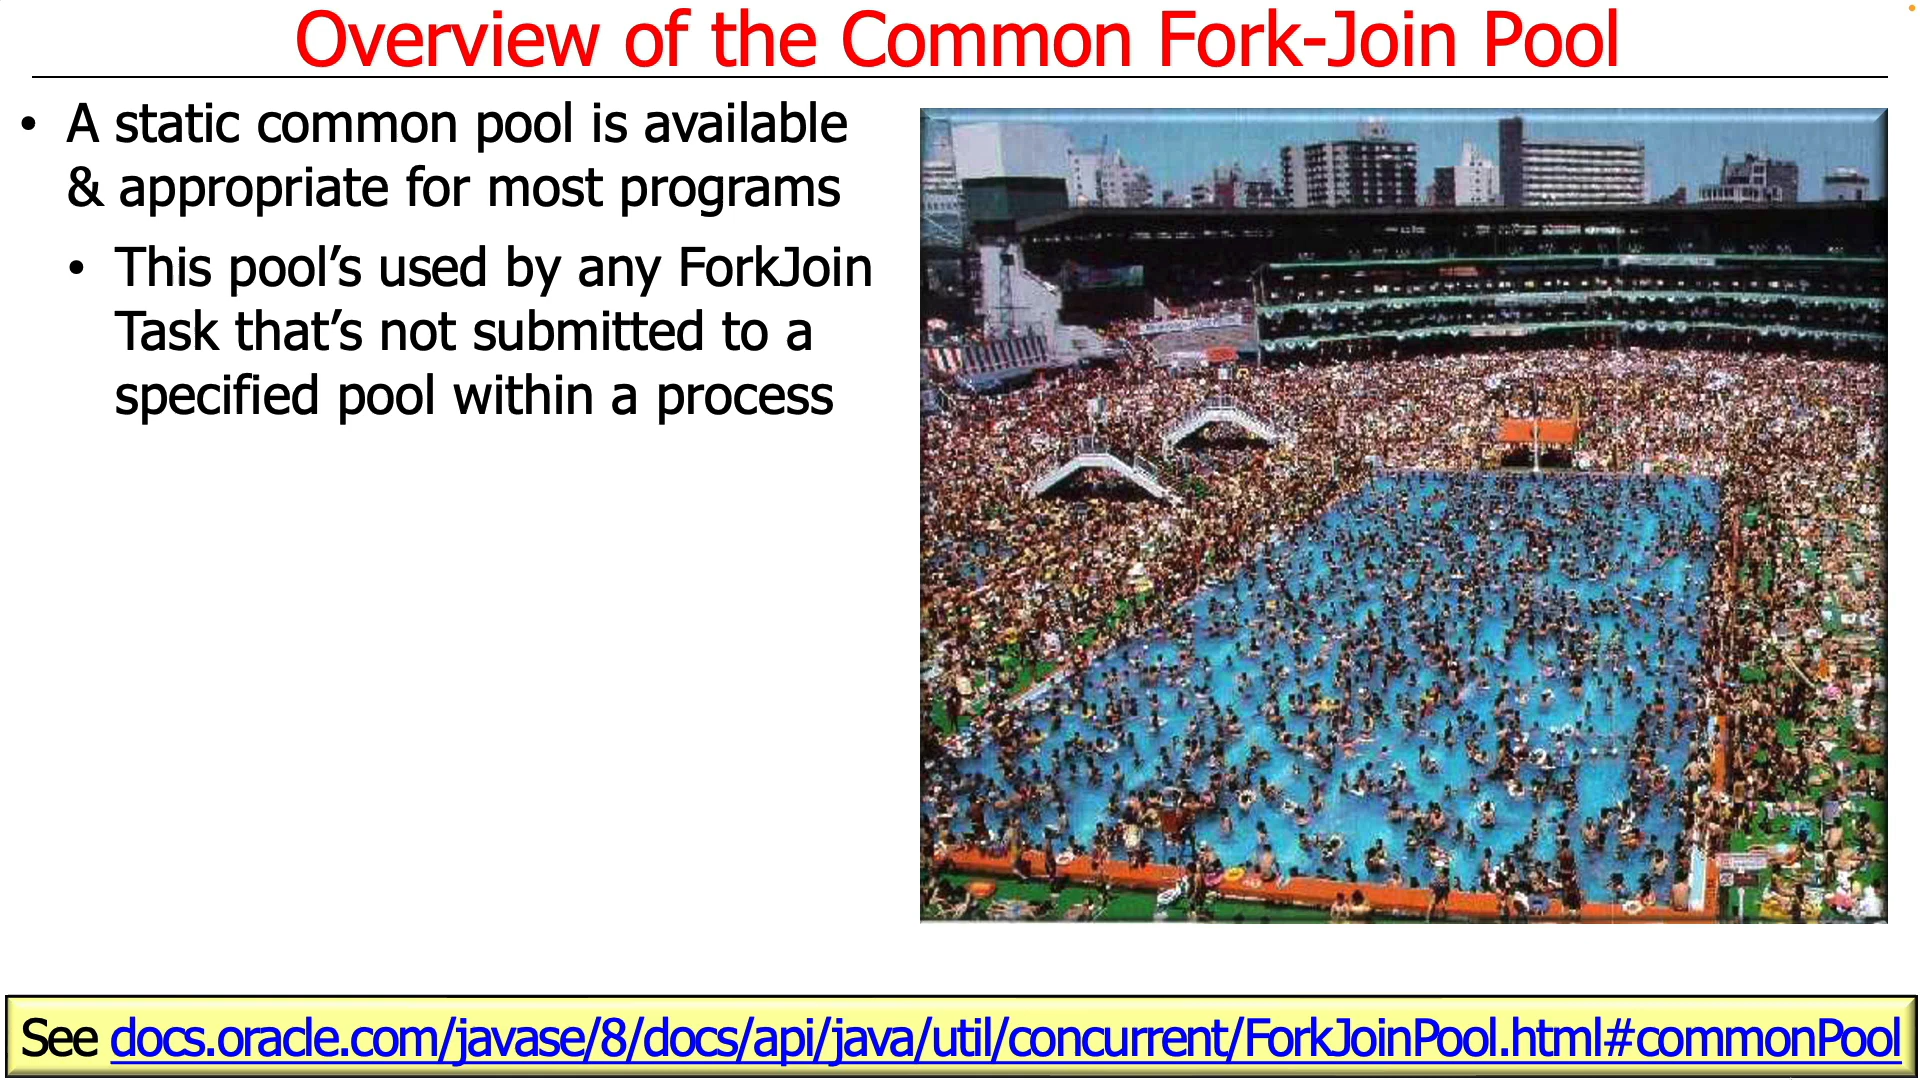 Overview of the Common Fork-Join Pool
• A static common pool is available
& appropriate for most programs
• This pool’s used by any ForkJoin
Task that’s not submitted to a
specified pool within a process
See docs.oracle.com/javase/8/docs/api/java/util/concurrent/ForkJoinPool.html#commonPool